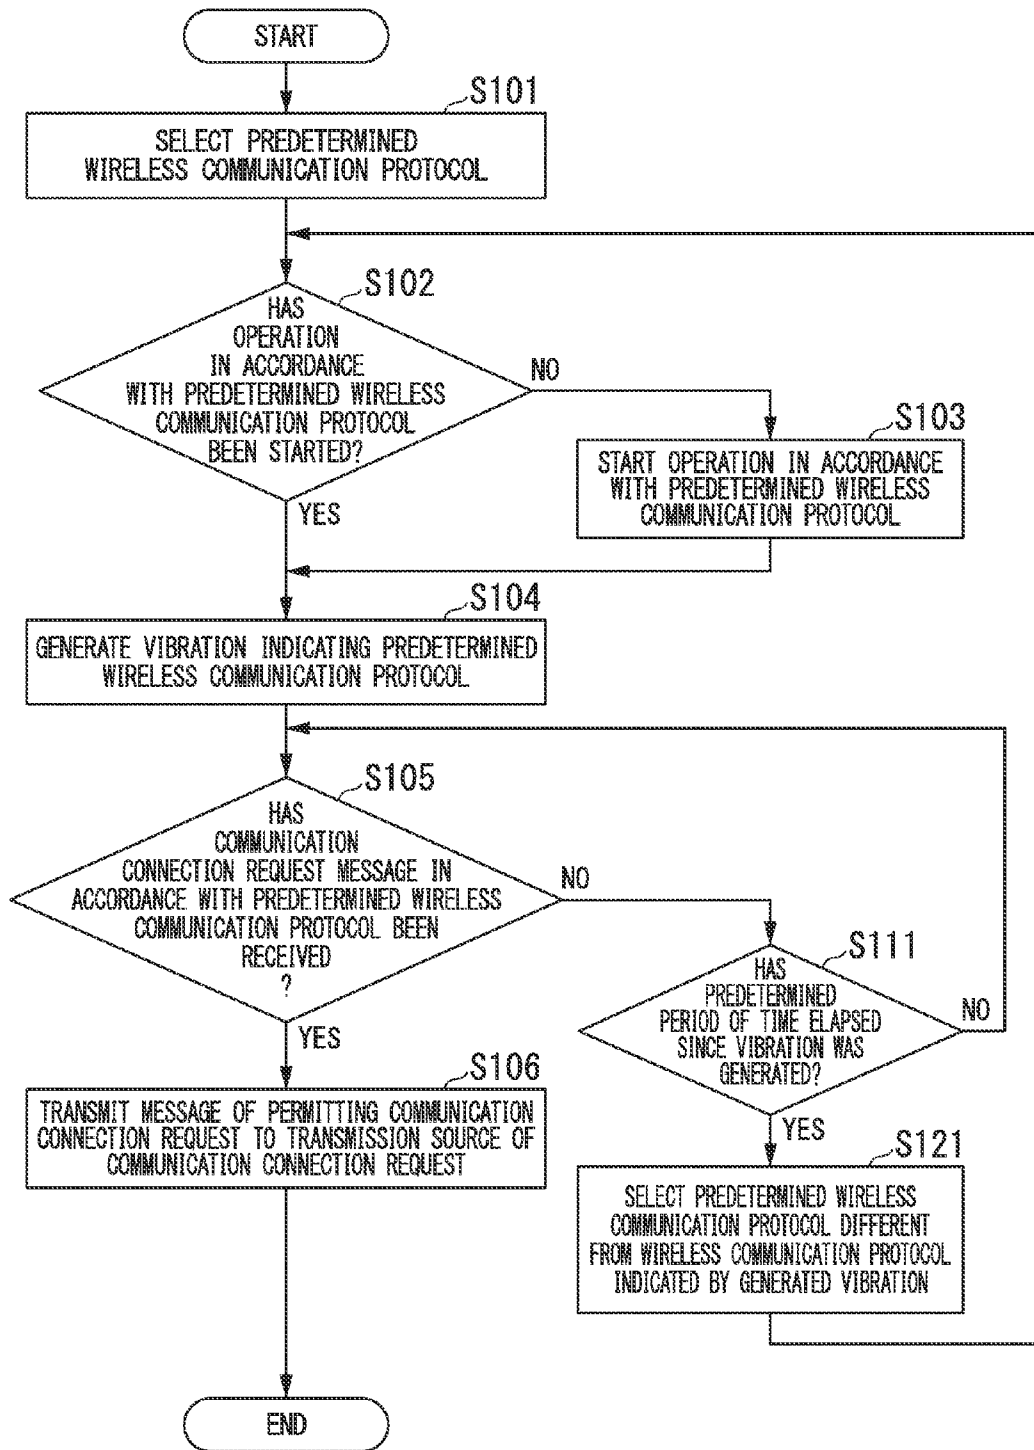 START
S101
SELECT PREDETERMINED
WIRELESS COMMUNICATION PROTOCOL
S102
HAS
OPERATION
IN ACCORDANCE
WITH PREDETERMINED WIRELESS
COMMUNICATION PROTOCOL
BEEN STARTED?
NO
YES
S103
START OPERATION IN ACCORDANCE
WITH PREDETERMINED WIRELESS
COMMUNICATION PROTOCOL
S104
GENERATE VIBRATION INDICATING PREDETERMINED
WIRELESS COMMUNICATION PROTOCOL
S105
HAS
COMMUNICATION
CONNECTION REQUEST MESSAGE IN
ACCORDANCE WITH PREDETERMINED WIRELESS
COMMUNICATION PROTOCOL BEEN
RECEIVED
?
NO
YES
S111
HAS
PREDETERMINED
PERIOD OF TIME ELAPSED
SINCE VIBRATION WAS
GENERATED?
NO
YES
S106
TRANSMIT MESSAGE OF PERMITTING COMMUNICATION
CONNECTION REQUEST TO TRANSMISSION SOURCE OF
COMMUNICATION CONNECTION REQUEST
S121
SELECT PREDETERMINED WIRELESS
COMMUNICATION PROTOCOL DIFFERENT
FROM WIRELESS COMMUNICATION PROTOCOL
INDICATED BY GENERATED VIBRATION
END